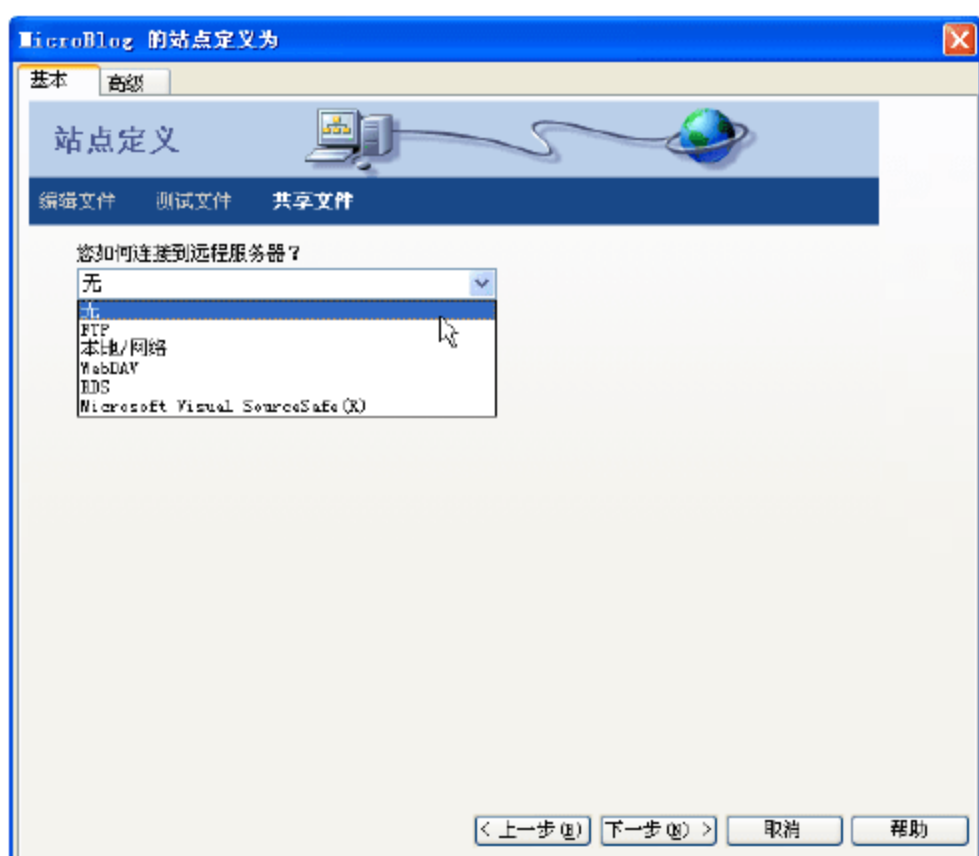 MicroBlog 的站点定义为
基本 高级
站点定义
编辑文件 测试文件 共享文件
您如何连接到远程服务器？
无
无
FTP
本地/网络
WebDAV
RDS
Microsoft Visual SourceSafe(R)
< 上一步(B) 下一步(N) > 取消 帮助